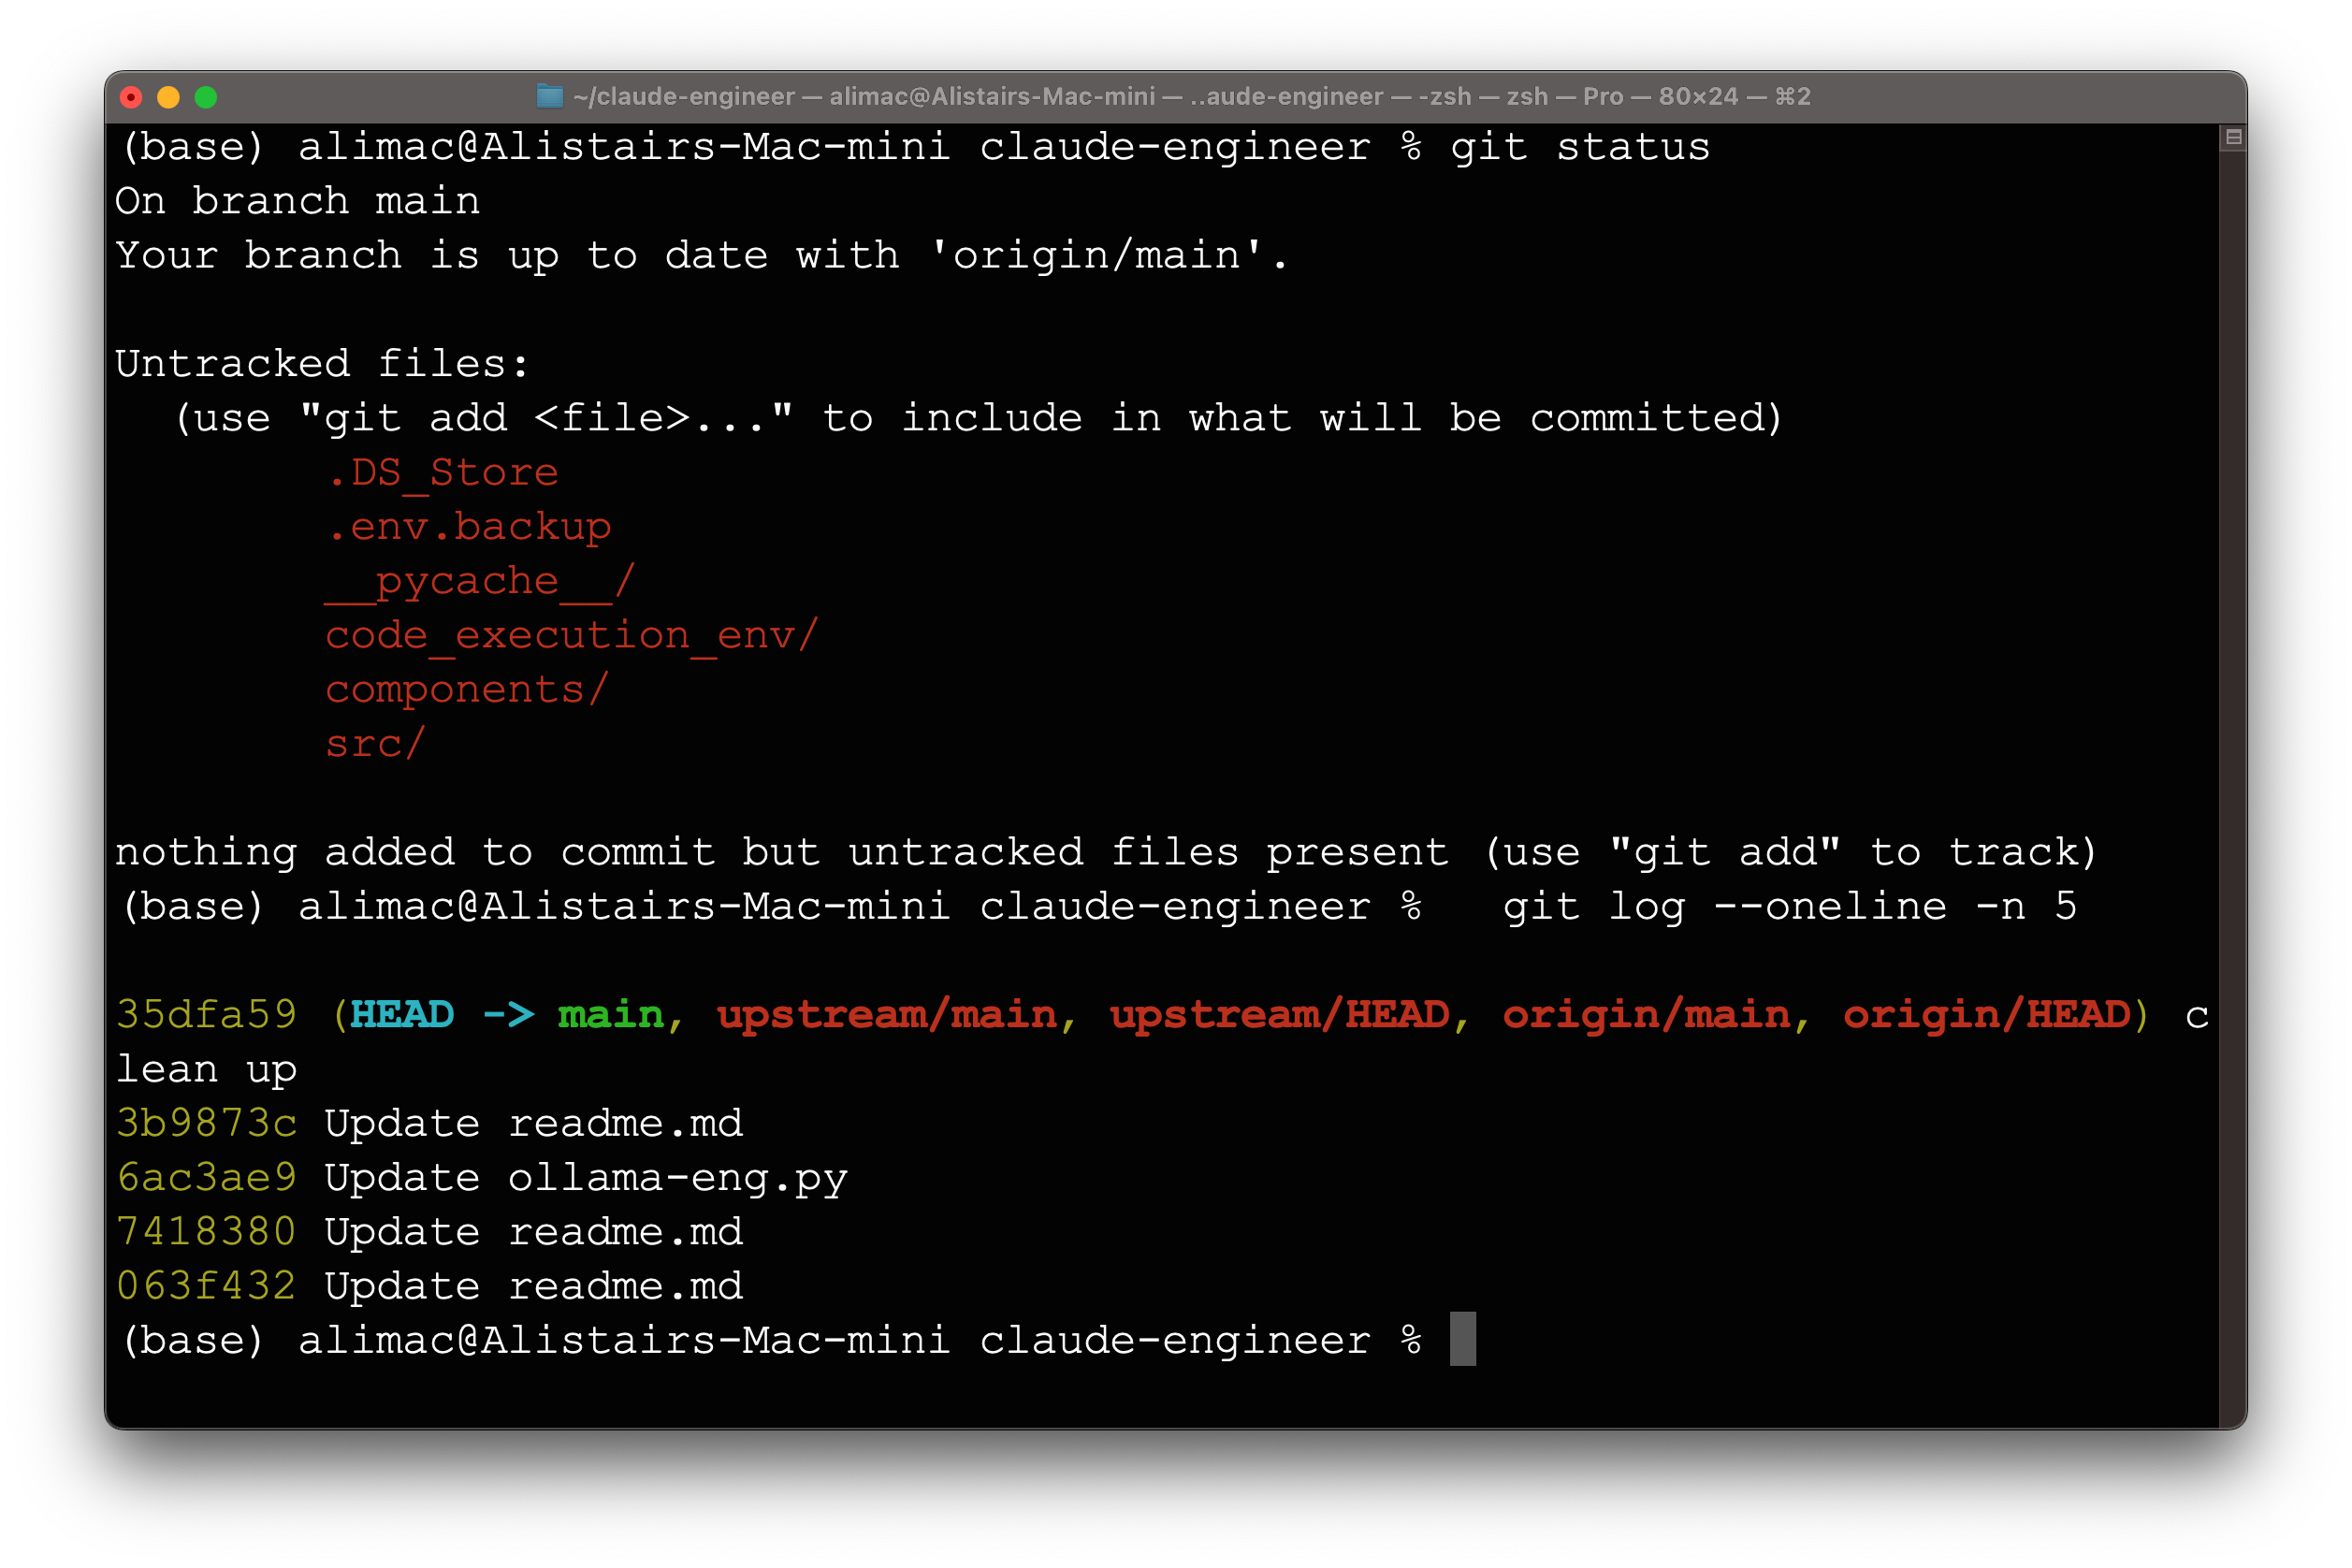 ~/claude-engineer — alimac@Alistairs-Mac-mini — ..aude-engineer — -zsh — zsh — Pro — 80×24 — ⌘2
(base) alimac@Alistairs-Mac-mini claude-engineer % git status
On branch main
Your branch is up to date with 'origin/main'.
Untracked files:
  (use "git add <file>..." to include in what will be committed)
        .DS_Store
        .env.backup
        __pycache__/
        code_execution_env/
        components/
        src/
nothing added to commit but untracked files present (use "git add" to track)
(base) alimac@Alistairs-Mac-mini claude-engineer %   git log --oneline -n 5
35dfa59 (HEAD -> main, upstream/main, upstream/HEAD, origin/main, origin/HEAD) c
lean up
3b9873c Update readme.md
6ac3ae9 Update ollama-eng.py
7418380 Update readme.md
063f432 Update readme.md
(base) alimac@Alistairs-Mac-mini claude-engineer %